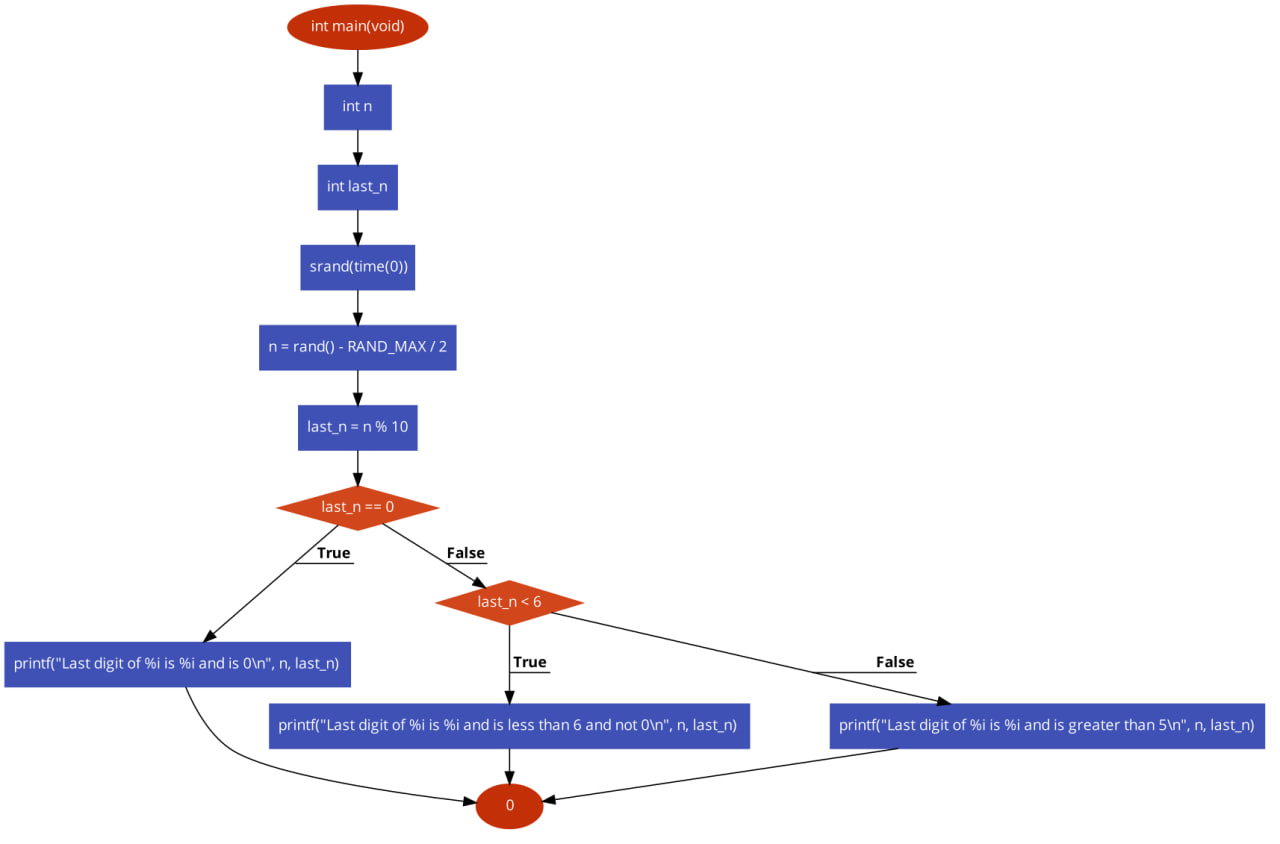 int main(void)
int n
int last_n
srand(time(0))
n = rand() - RAND_MAX / 2
last_n = n % 10
last_n == 0
True
False
last_n < 6
printf("Last digit of %i is %i and is 0\n", n, last_n)
True
False
printf("Last digit of %i is %i and is less than 6 and not 0\n", n, last_n)
printf("Last digit of %i is %i and is greater than 5\n", n, last_n)
0